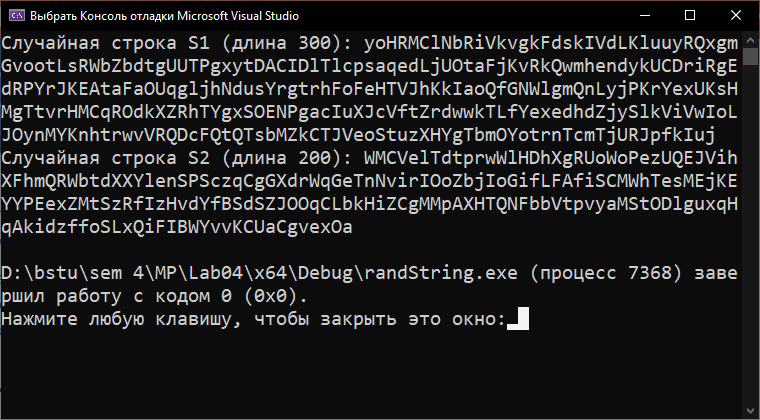 Выбрать Консоль отладки Microsoft Visual Studio
Случайная строка S1 (длина 300): yoHRMClNbRiVkvgkFdskIVdLKluuyRQxgm
GvootLsRWbZbdtgUUTPgxytDACIDlTlcpsaqedLjUOtaFjKvRkQwmhendykUCDriRgE
dRPYrJKEAtaFaOUqgljhNdusYrgtrhFoFeHTVJhKkIaoQfGNWlgmQnLyjPKrYexUKsH
MgTtvrHMCqROdkXZRhTYgxSOENPgacIuXJcVftZrdwwkTLfYexedhdZjySlkViVwIoL
JOynMYKnhtrwvVRQDcFQtQTsbMZkCTJVeoStuzXHYgTbmOYotrnTcmTjURJpfkIuj
Случайная строка S2 (длина 200): WMCVelTdtprwWlHDhXgRUoWoPezUQEJVih
XFhmQRWbtdXXYlenSPSczqCgGXdrWqGeTnNvirIOoZbjIoGifLFAfiSCMWhTesMEjKE
YYPEexZMtSzRfIzHvdYfBSdSZJOOqCLbkHiZCgMMpAXHTQNFbbVtpvyaMStODlguxqH
qAkidzffoSLxQiFIBWYvvKCUaCgvexOa
D:\bstu\sem 4\MP\Lab04\x64\Debug\randString.exe (процесс 7368) заве
ршил работу с кодом 0 (0x0).
Нажмите любую клавишу, чтобы закрыть это окно: